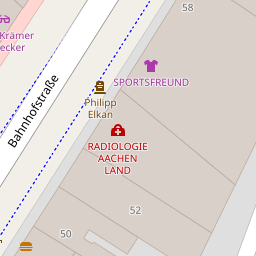 58
Krämer
ecker
SPORTSFREUND
Philipp
Elkan
Bahnhofstraße
RADIOLOGIE
AACHEN
LAND
52
50